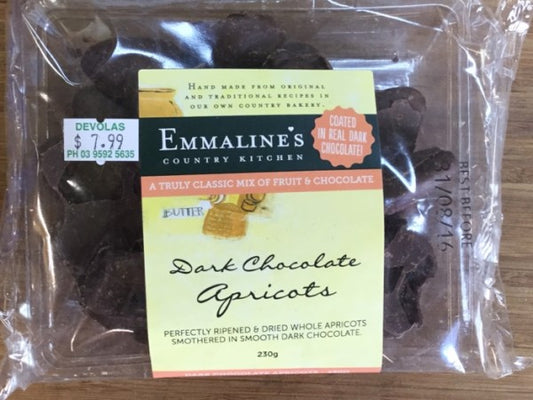 HAND MADE FROM ORIGINAL
AND TRADITIONAL RECIPES IN
OUR OWN COUNTRY BAKERY.
DEVOLAS
$ 7.99
PH 03 9592 5635
EMMALINE'S
COUNTRY KITCHEN
COATED
IN REAL DARK
CHOCOLATE!
A TRULY CLASSIC MIX OF FRUIT & CHOCOLATE
BUTTER
Dark Chocolate
Apricots
PERFECTLY RIPENED & DRIED WHOLE APRICOTS
SMOTHERED IN SMOOTH DARK CHOCOLATE.
230g
BEST BEFORE
1/08/16